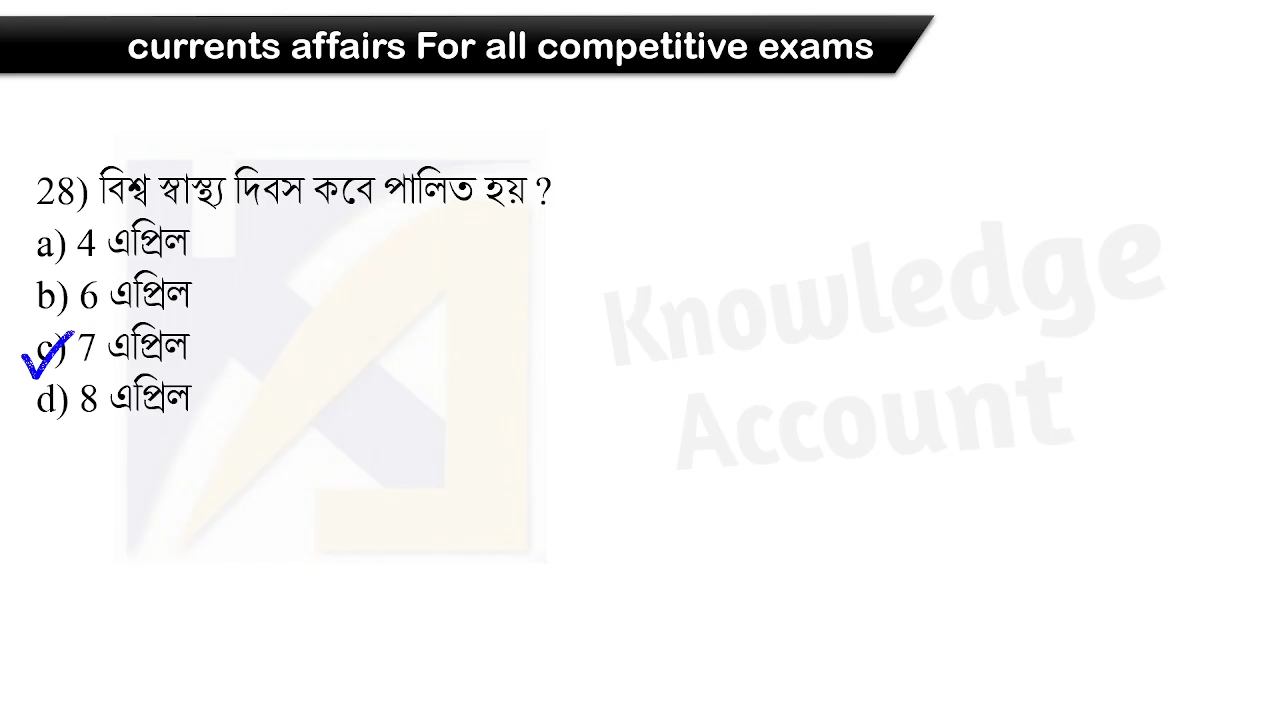 currents affairs For all competitive exams
28) বিশ্ব স্বাস্থ্য দিবস কবে পালিত হয় ?
a) 4 এপ্রিল
b) 6 এপ্রিল
c) 7 এপ্রিল
d) 8 এপ্রিল
Knowledge
Account